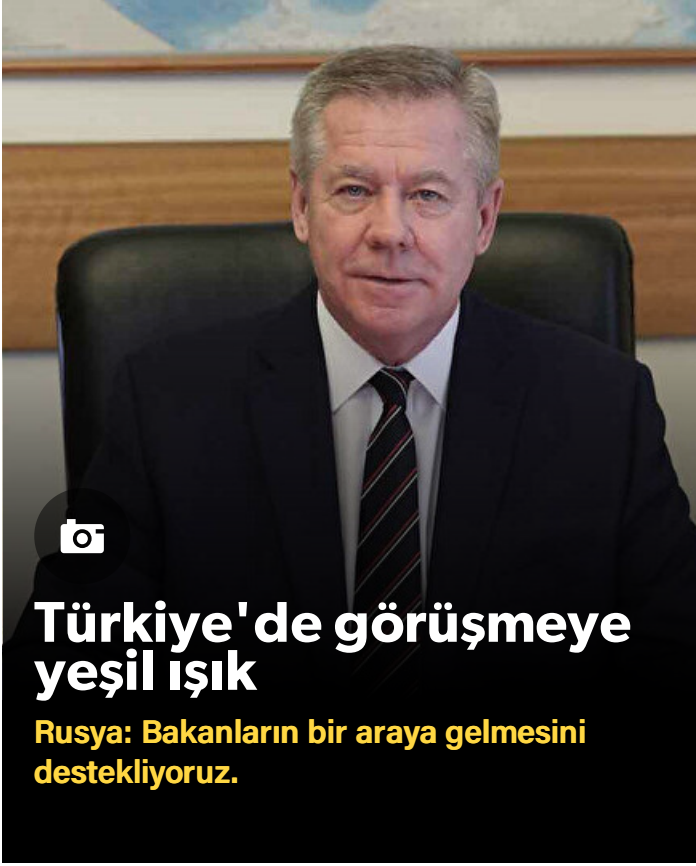 Türkiye'de görüşmeye
yeşil ışık
Rusya: Bakanların bir araya gelmesini
destekliyoruz.